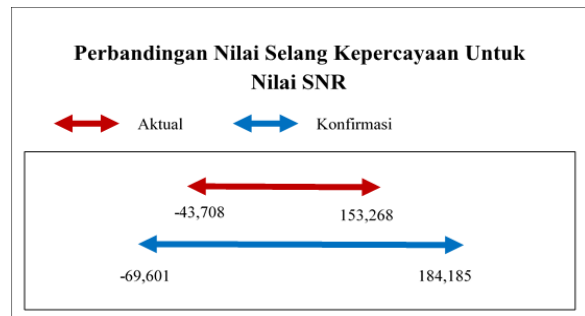 Perbandingan Nilai Selang Kepercayaan Untuk
Nilai SNR
Aktual Konfirmasi
-43,708 153,268
-69,601 184,185